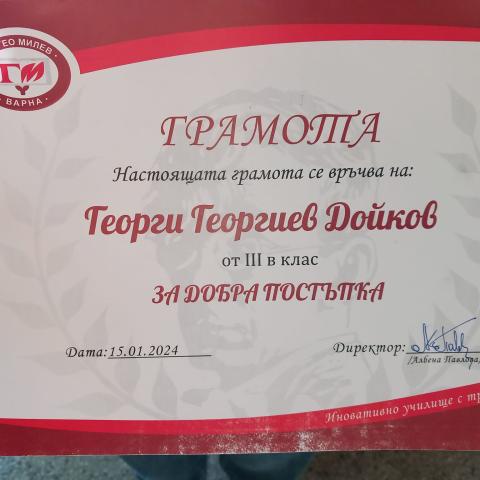 ГЕО МИЛЕВ
ГМ
ВАРНА
ГРАМОТА
Настоящата грамота се връчва на:
Георги Георгиев Дойков
от III в клас
ЗА ДОБРА ПОСТЪПКА
Дата: 15.01.2024
Директор:
/Албена Павлова/
Иновативно училище с